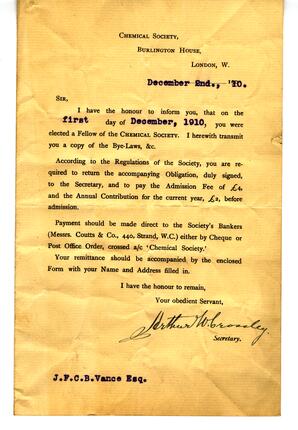 CHEMICAL SOCIETY,
BURLINGTON HOUSE,
LONDON, W.
December 2nd., '10.
SIR,
I have the honour to inform you, that on the
first day of December, 1910, you were
elected a Fellow of the CHEMICAL SOCIETY. I herewith transmit
you a copy of the Bye-Laws, &c.
According to the Regulations of the Society, you are re-
quired to return the accompanying Obligation, duly signed,
to the Secretary, and to pay the Admission Fee of £4,
and the Annual Contribution for the current year, £2, before
admission.
Payment should be made direct to the Society's Bankers
(Messrs. Coutts & Co., 440, Strand, W.C.) either by Cheque or
Post Office Order, crossed a/c 'Chemical Society.'
Your remittance should be accompanied by the enclosed
Form with your Name and Address filled in.
I have the honour to remain,
Your obedient Servant,
Arthur W. Crossley.
Secretary.
J.F.C.B.Vance Esq.